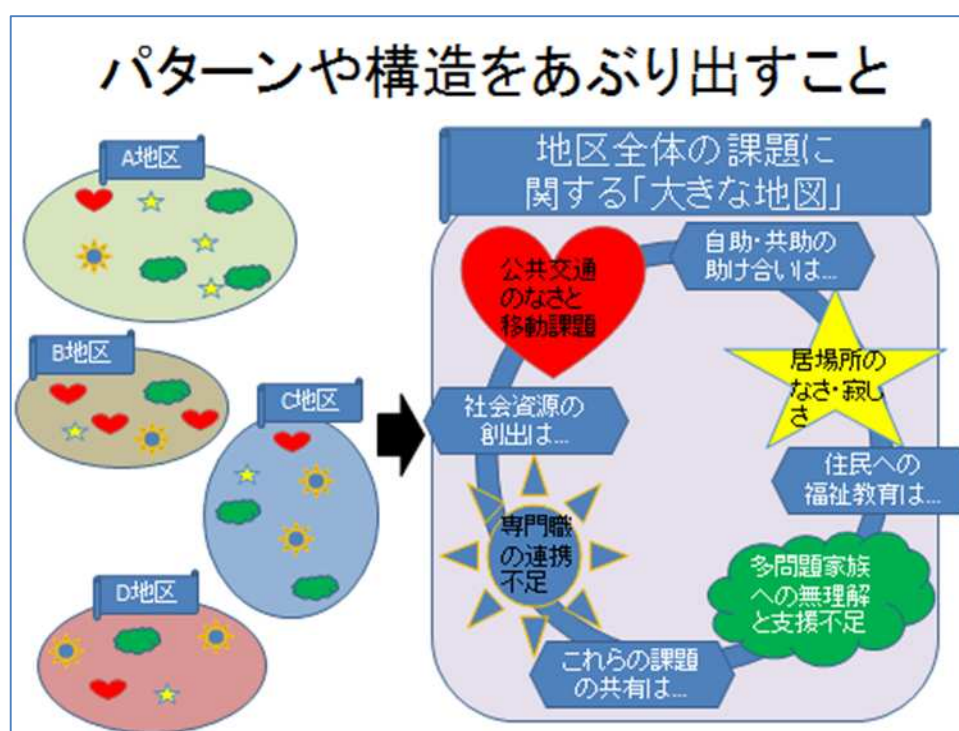 パターンや構造をあぶり出すこと
A地区
B地区
C地区
D地区
地区全体の課題に
関する「大きな地図」
公共交通
のなさと
移動課題
自助・共助の
助け合いは…
居場所の
なさ・寂し
さ
住民への
福祉教育は…
多問題家族
への無理解
と支援不足
これらの課題
の共有は…
専門職
の連携
不足
社会資源の
創出は…